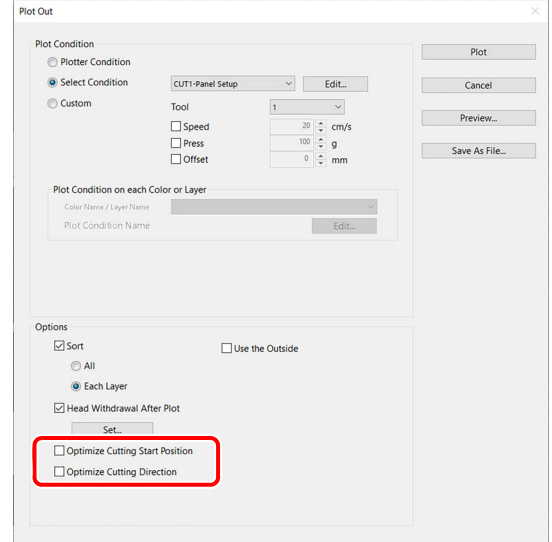 Plot Out
Plot Condition
Plotter Condition
Select Condition
CUT1-Panel Setup
Edit...
Custom
Tool
1
Speed
20
cm/s
Press
100
g
Offset
0
mm
Plot Condition on each Color or Layer
Color Name / Layer Name
Plot Condition Name
Edit...
Plot
Cancel
Preview...
Save As File...
Options
Sort
Use the Outside
All
Each Layer
Head Withdrawal After Plot
Set...
Optimize Cutting Start Position
Optimize Cutting Direction